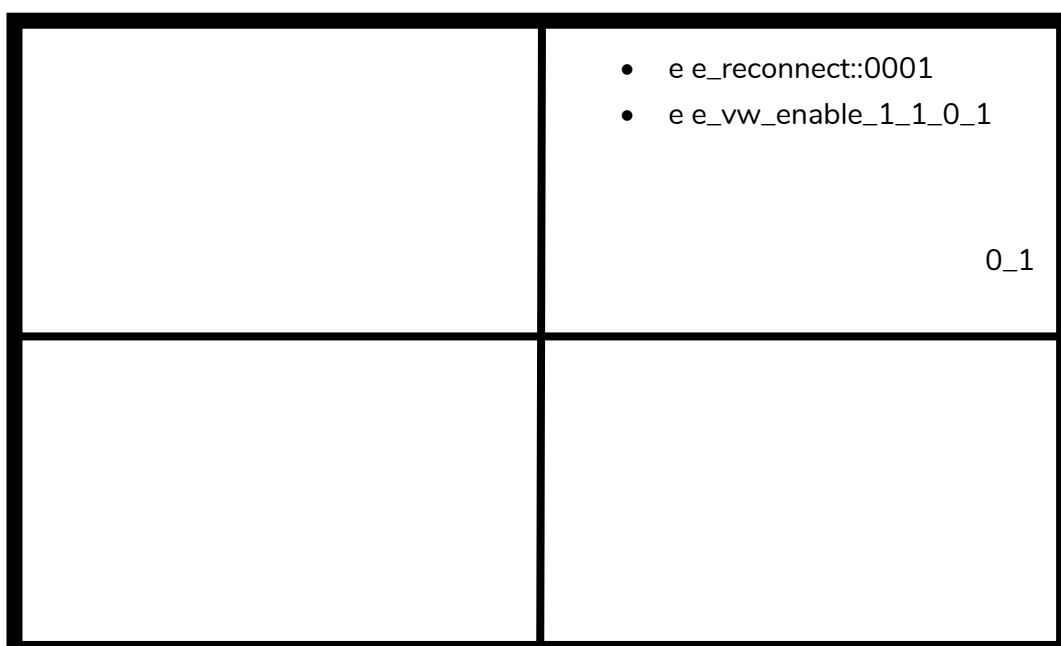 • e e_reconnect::0001
• e e_vw_enable_1_1_0_1
0_1